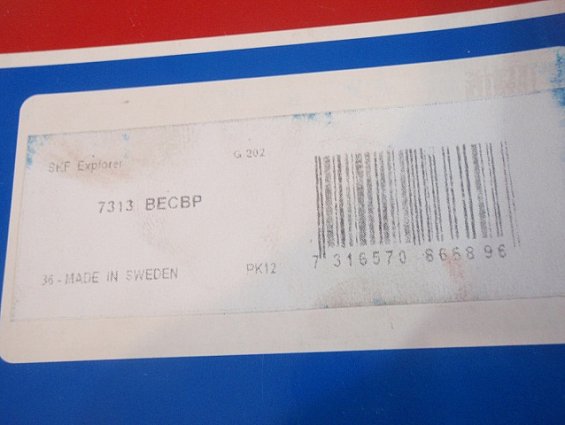 SKF Explorer
G 202
7313 BECBP
36 - MADE IN SWEDEN
PK12
7 316570 866896